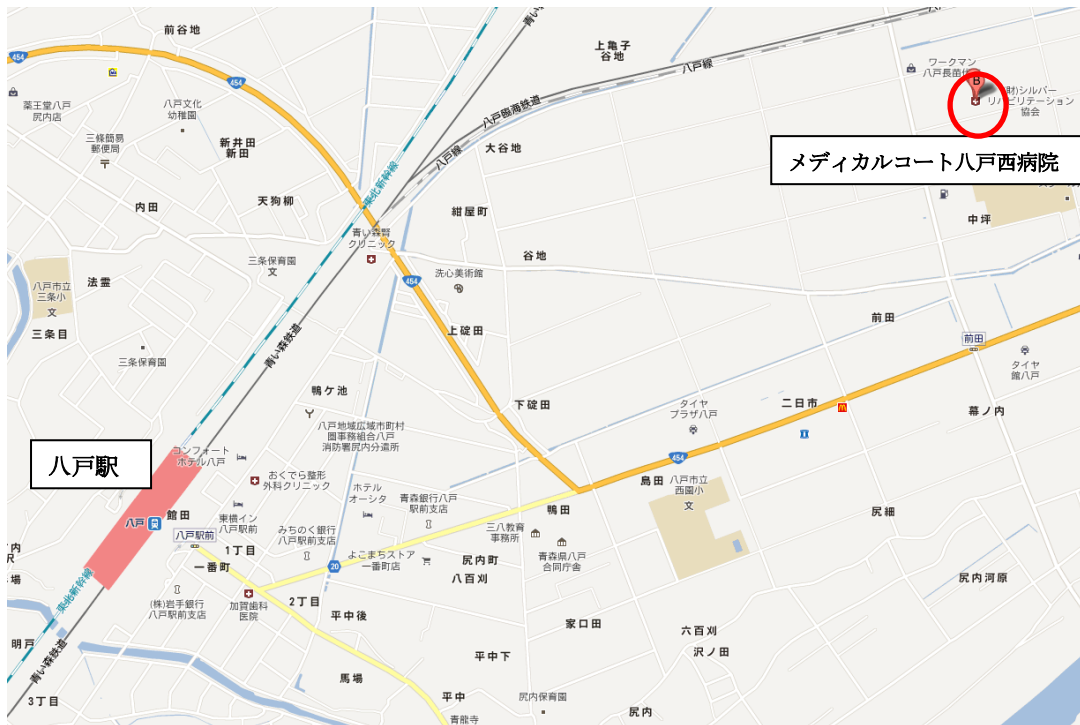 前谷地
青い森
454
454
薬王堂八戸
尻内店
八戸文化
幼稚園
三條簡易
郵便局
新井田
新田
上亀子
谷地
八戸線
八戸臨海鉄道
八戸線
大谷地
ワークマン
八戸長苗代
B
財)シルバー
リハビリテーション
協会
メディカルコート八戸西病院
東北新幹線
天狗柳
内田
紺屋町
中坪
青い森
クリニック
谷地
三条保育園
文
洗心美術館
454
法霊
八戸市立
三条小
文
三条目
青い森鉄道
上碇田
前田
前田
三条保育園
タイヤ
館八戸
鴨ケ池
下碇田
タイヤ
プラザ八戸
二日市
幕ノ内
八戸地域広域市町村
圏事務組合八戸
消防署尻内分遣所
八戸駅
コンフォート
ホテル八戸
おくでら整形
外科クリニック
454
島田
八戸市立
西園小
文
ホテル
オーシタ
青森銀行八戸
駅前支店
館田
八戸
東横イン
八戸駅前
みちのく銀行
八戸駅前支店
鴨田
尻細
三八教育
事務所
八戸駅前
1丁目
一番町
よこまちストア
一番町店
尻内町
八百刈
青森県八戸
合同庁舎
20
尻内河原
東北新幹線
(株)岩手銀行
八戸駅前支店
加賀歯科
医院
2丁目
平中後
家口田
六百刈
沢ノ田
明戸
青い森鉄道
平中下
馬場
3丁目
平中
尻内保育園
青龍寺
尻内